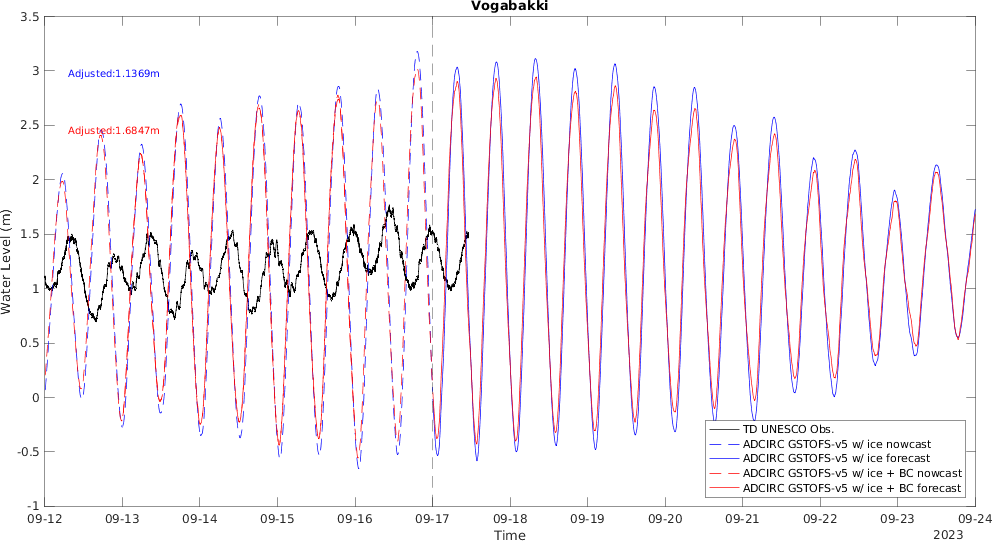 Vogabakki
3.5
3
2.5
2
1.5
1
0.5
0
-0.5
-1
Water Level (m)
Adjusted:1.1369m
Adjusted:1.6847m
TD UNESCO Obs.
ADCIRC GSTOFS-v5 w/ ice nowcast
ADCIRC GSTOFS-v5 w/ ice forecast
ADCIRC GSTOFS-v5 w/ ice + BC nowcast
ADCIRC GSTOFS-v5 w/ ice + BC forecast
09-12 09-13 09-14 09-15 09-16 09-17 09-18 09-19 09-20 09-21 09-22 09-23 09-24
Time
2023